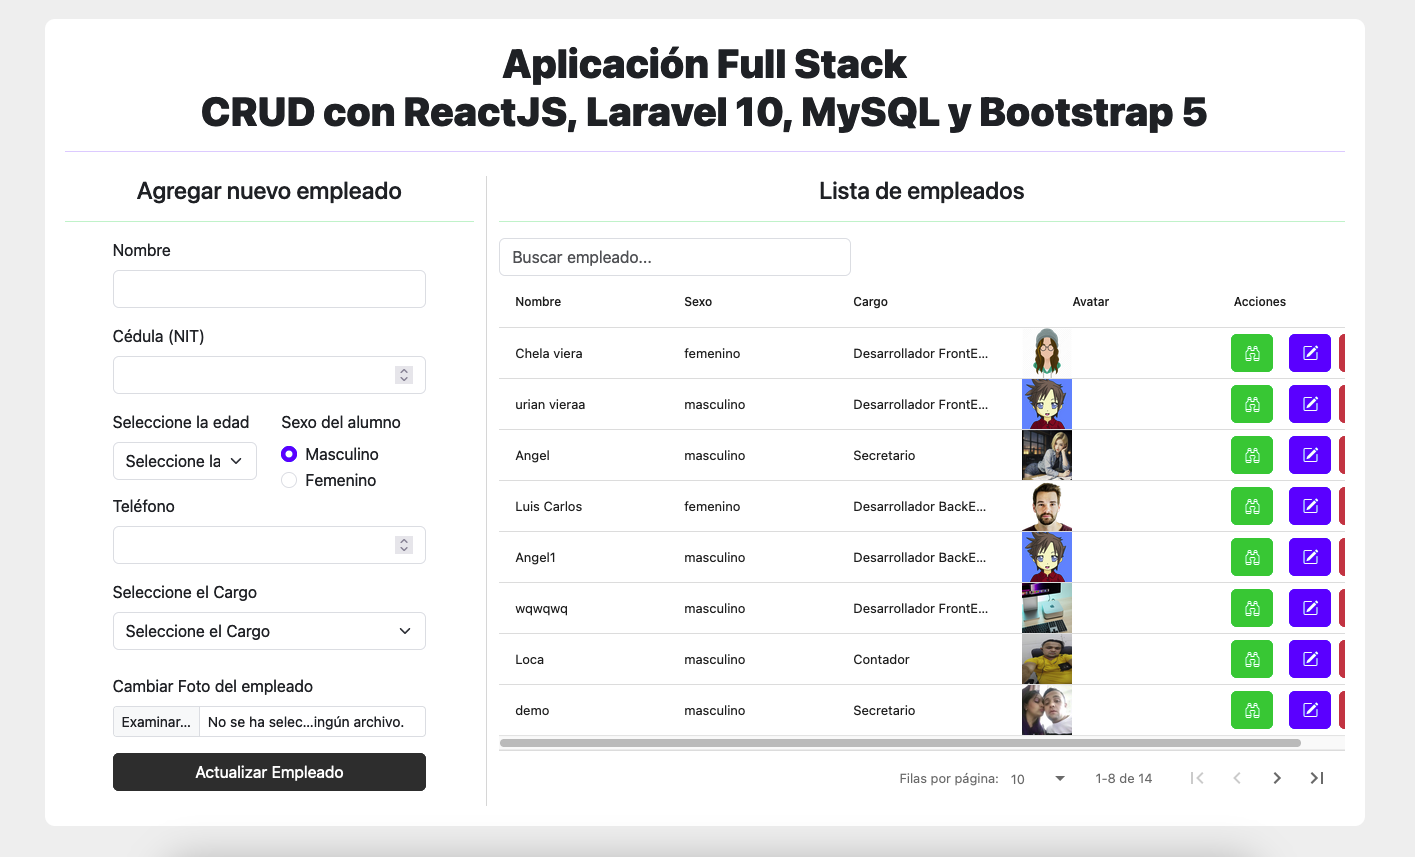 Aplicación Full Stack
CRUD con ReactJS, Laravel 10, MySQL y Bootstrap 5
Agregar nuevo empleado
Nombre
Cédula (NIT)
Seleccione la edad
Sexo del alumno
Seleccione la
Masculino
Femenino
Teléfono
Seleccione el Cargo
Seleccione el Cargo
Cambiar Foto del empleado
Examinar... No se ha selec...ingún archivo.
Actualizar Empleado
Lista de empleados
Buscar empleado...
Nombre Sexo Cargo Avatar Acciones
Chela viera femenino Desarrollador FrontE...
urian vieraa masculino Desarrollador FrontE...
Angel masculino Secretario
Luis Carlos femenino Desarrollador BackE...
Angel1 masculino Desarrollador BackE...
wqwqwq masculino Desarrollador FrontE...
Loca masculino Contador
demo masculino Secretario
Filas por página: 10 1-8 de 14